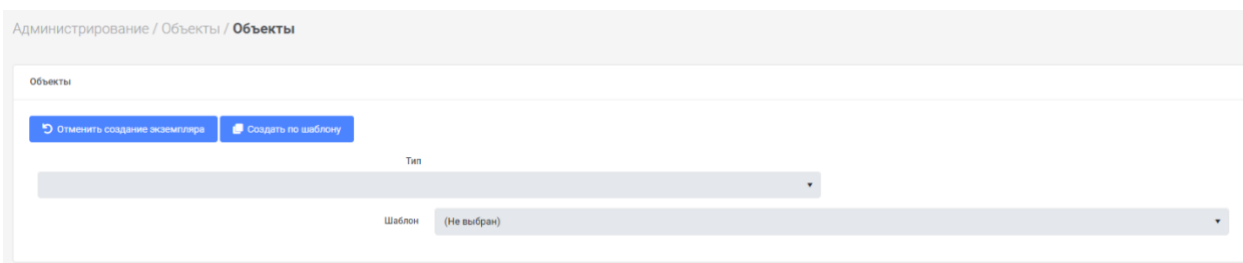 Администрирование / Объекты / Объекты
Объекты
Отменить создание экземпляра Создать по шаблону
Тип
Шаблон (Не выбран)